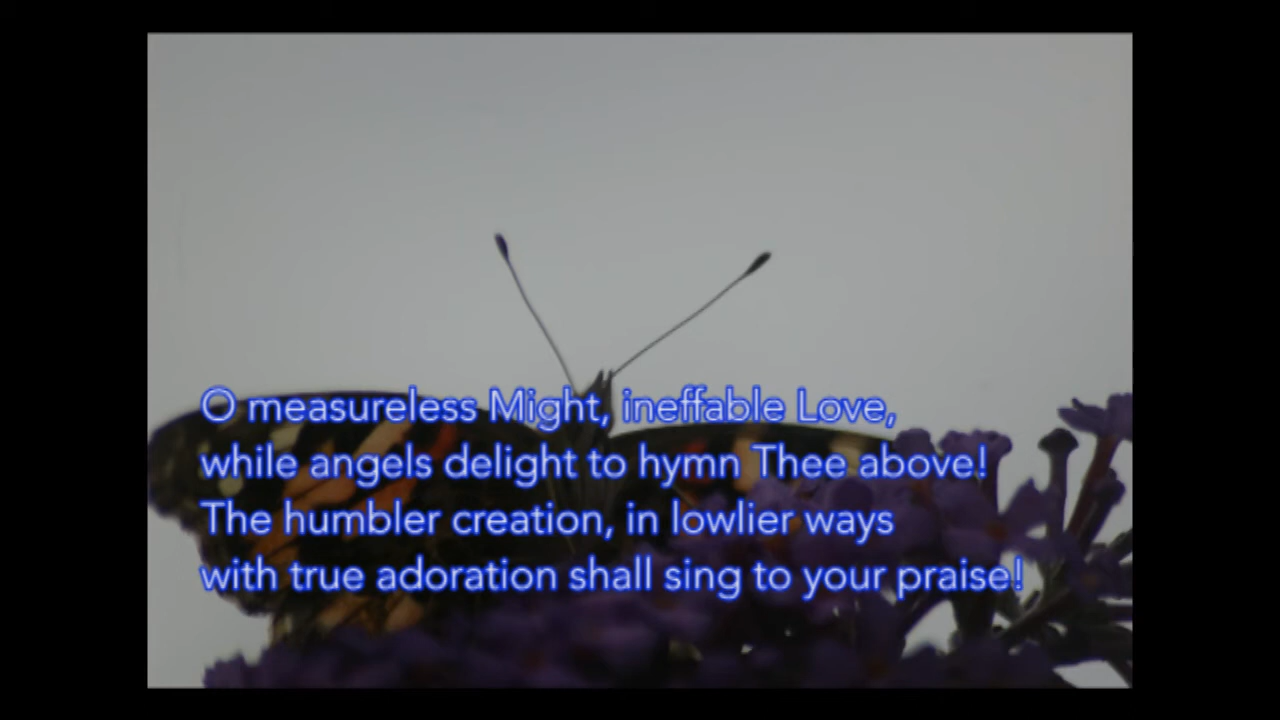 O measureless Might, ineffable Love,
while angels delight to hymn Thee above!
The humbler creation, in lowlier ways
with true adoration shall sing to your praise!